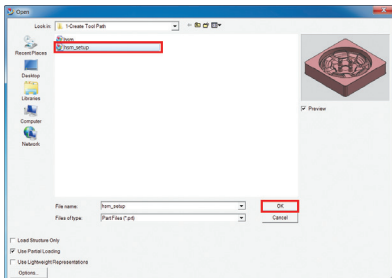 Open
Look in: 1-Create Tool Path
hsm
hsm_setup
Recent Places
Desktop
Libraries
Computer
Network
Preview
File name: hsm_setup
OK
Files of type: Part Files (*.prt)
Cancel
Load Structure Only
Use Partial Loading
Use Lightweight Representations
Options...